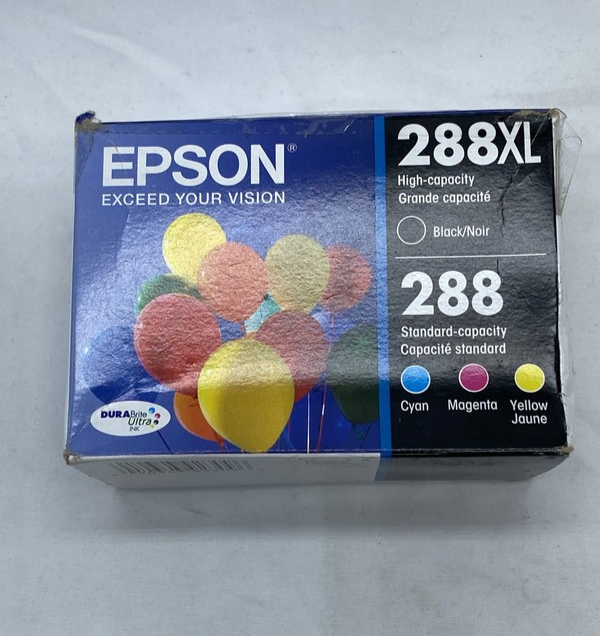 EPSON®
EXCEED YOUR VISION
DURABrite
Ultra
INK
288XL
High-capacity
Grande capacité
Black/Noir
288
Standard-capacity
Capacité standard
Cyan
Magenta
Yellow
Jaune